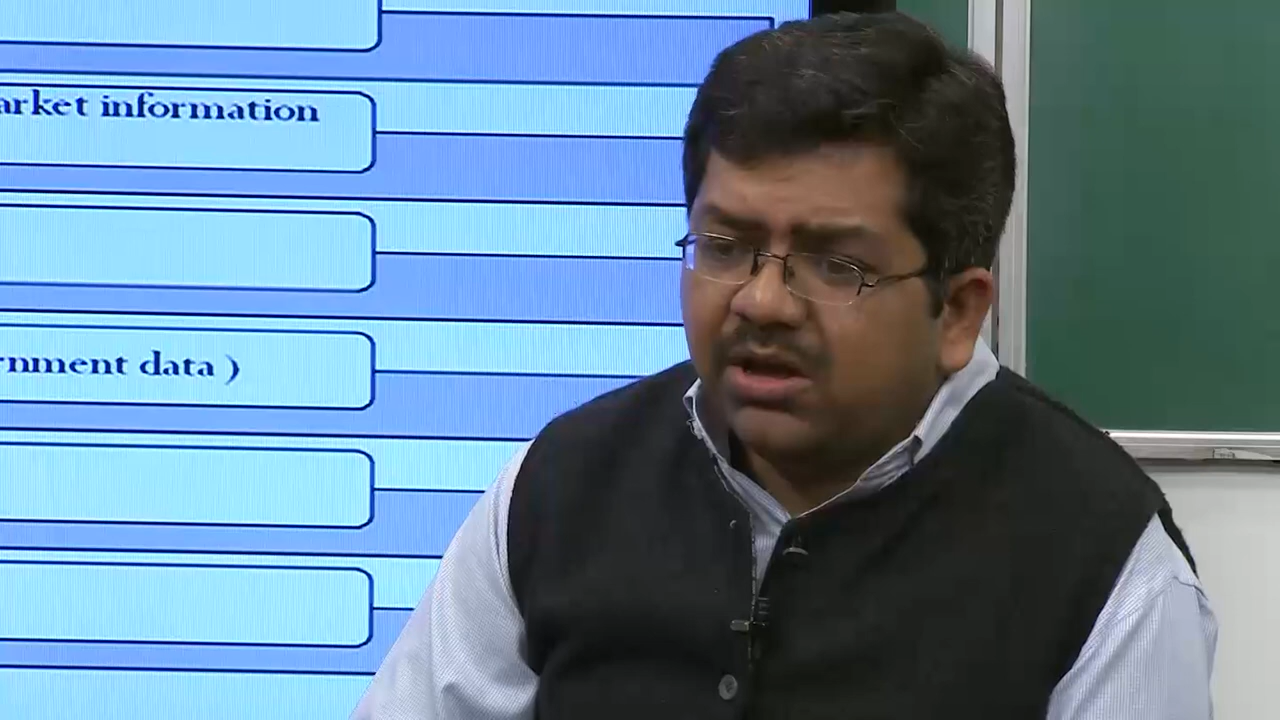 arket information
rnment data )